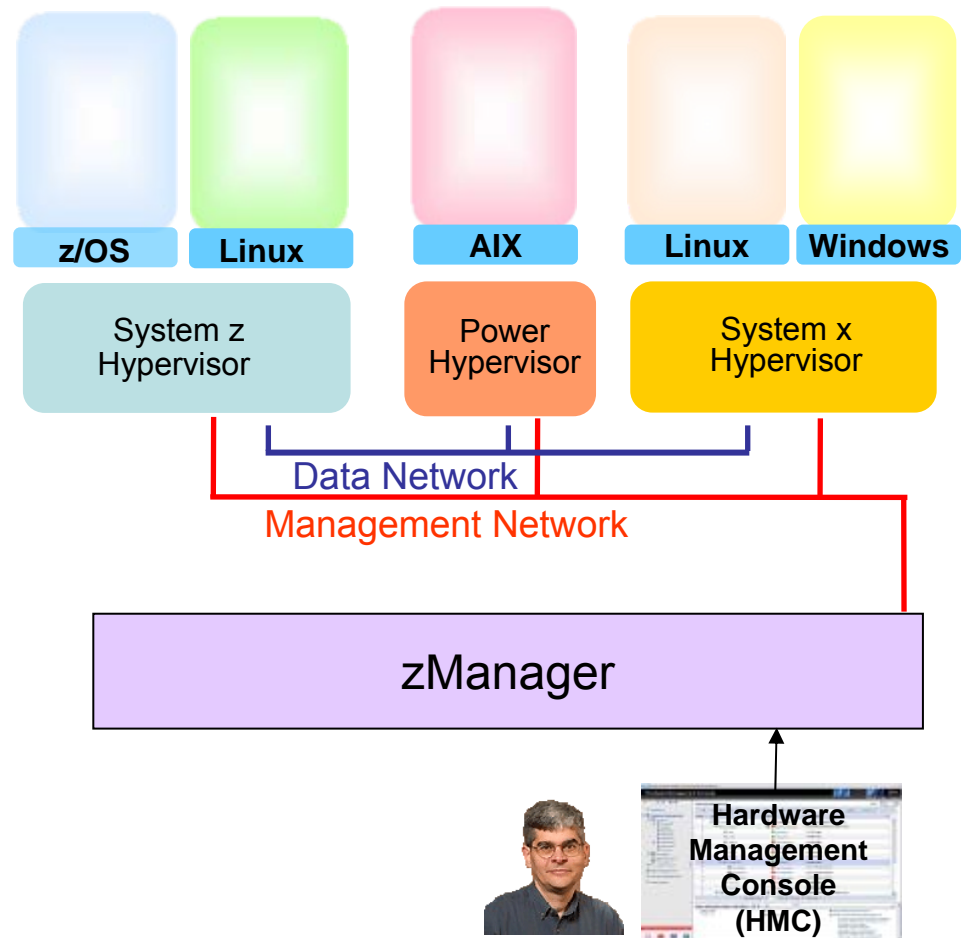 z/OS
Linux
AIX
Linux
Windows
System z
Hypervisor
Power
Hypervisor
System x
Hypervisor
Data Network
Management Network
zManager
Hardware
Management
Console
(HMC)